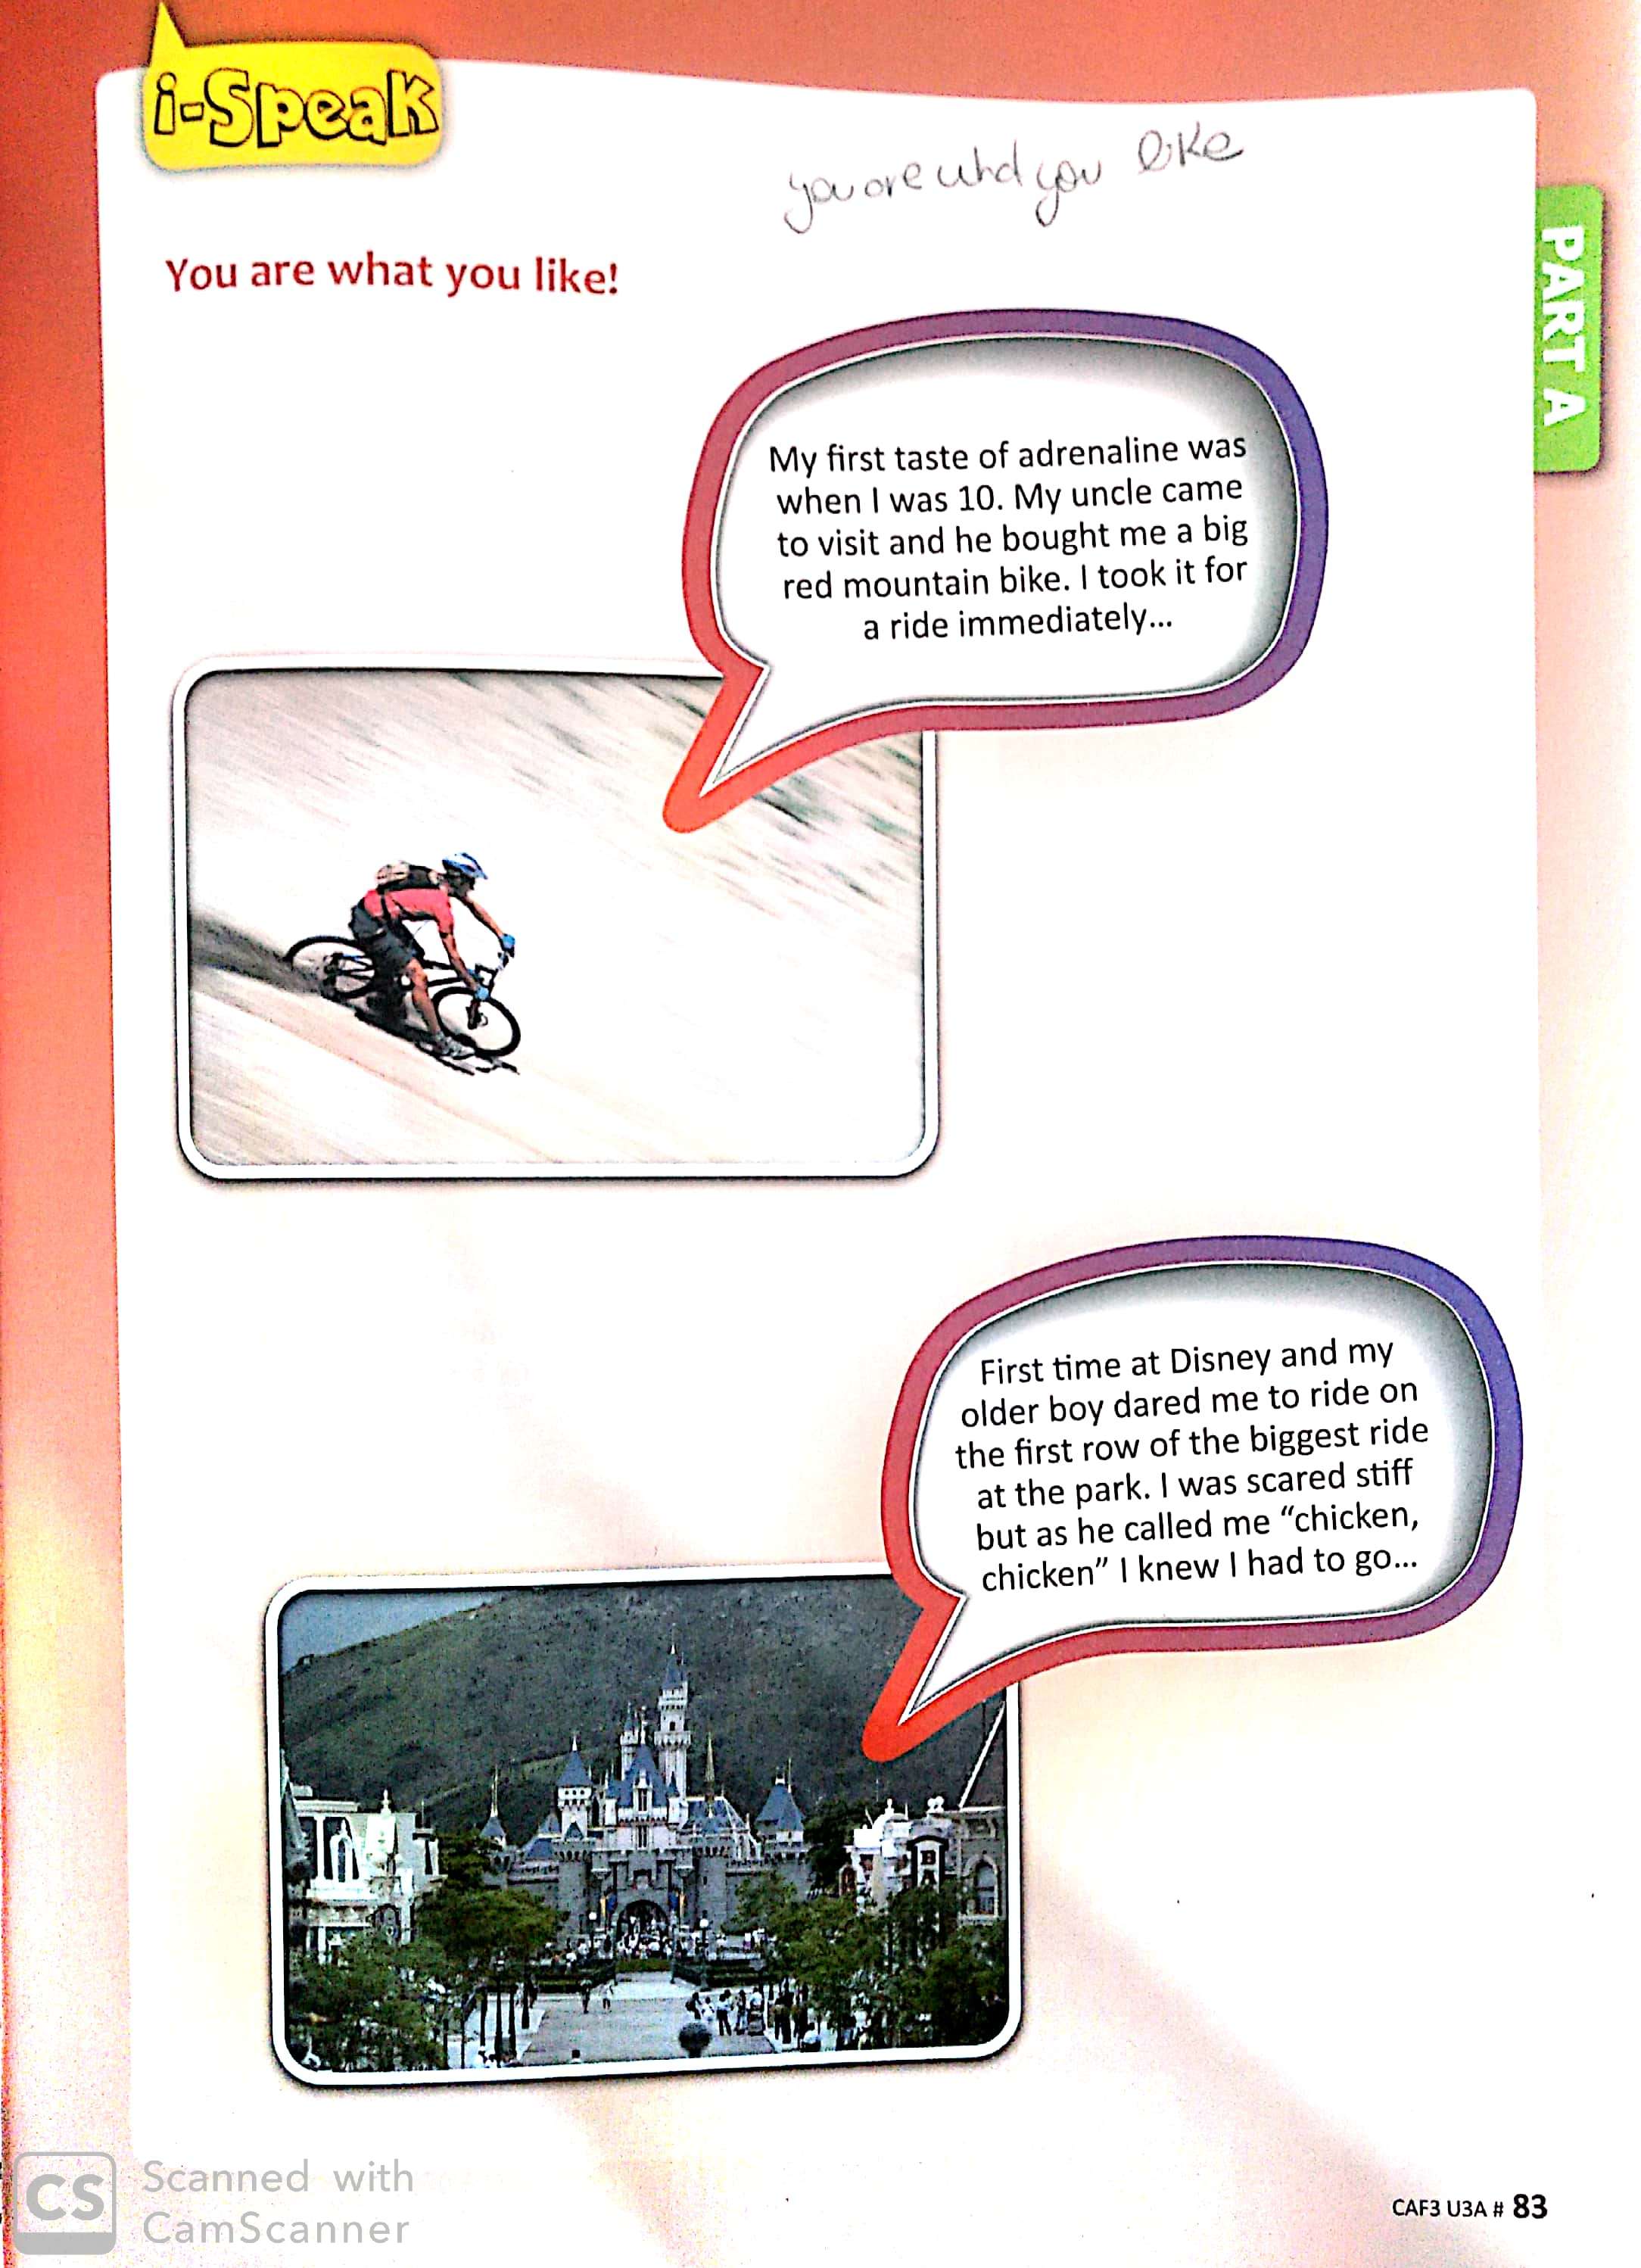 i-Speak
you are what you like
You are what you like!
PART A
My first taste of adrenaline was
when I was 10. My uncle came
to visit and he bought me a big
red mountain bike. I took it for
a ride immediately...
First time at Disney and my
older boy dared me to ride on
the first row of the biggest ride
at the park. I was scared stiff
but as he called me “chicken,
chicken” I knew I had to go...
CS
Scanned with
CamScanner
CAF3 U3A # 83